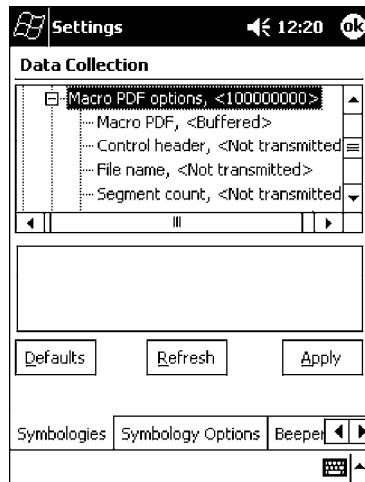 Settings 12:20 ok
Data Collection
Macro PDF options, <100000000>
Macro PDF, <Buffered>
Control header, <Not transmitted
File name, <Not transmitted>
Segment count, <Not transmitted
Defaults Refresh Apply
Symbologies Symbology Options Beeper